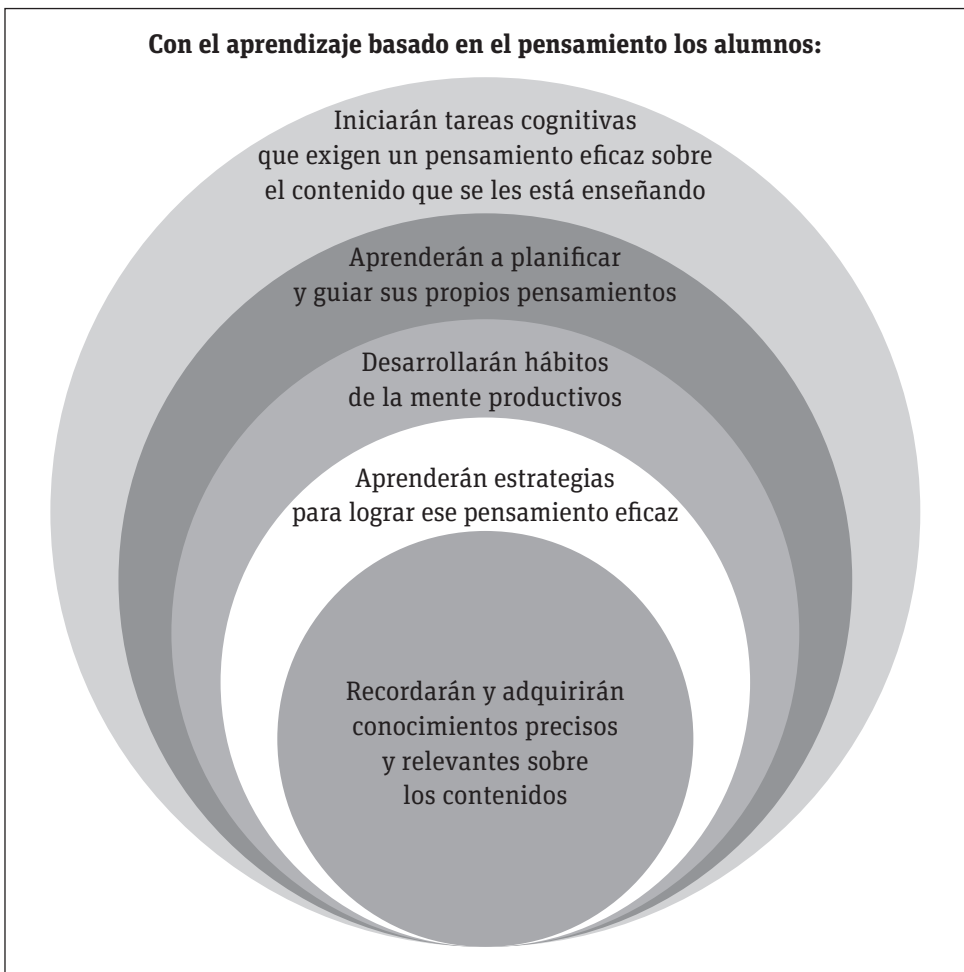 Con el aprendizaje basado en el pensamiento los alumnos:
Iniciarán tareas cognitivas
que exigen un pensamiento eficaz sobre
el contenido que se les está enseñando
Aprenderán a planificar
y guiar sus propios pensamientos
Desarrollarán hábitos
de la mente productivos
Aprenderán estrategias
para lograr ese pensamiento eficaz
Recordarán y adquirirán
conocimientos precisos
y relevantes sobre
los contenidos